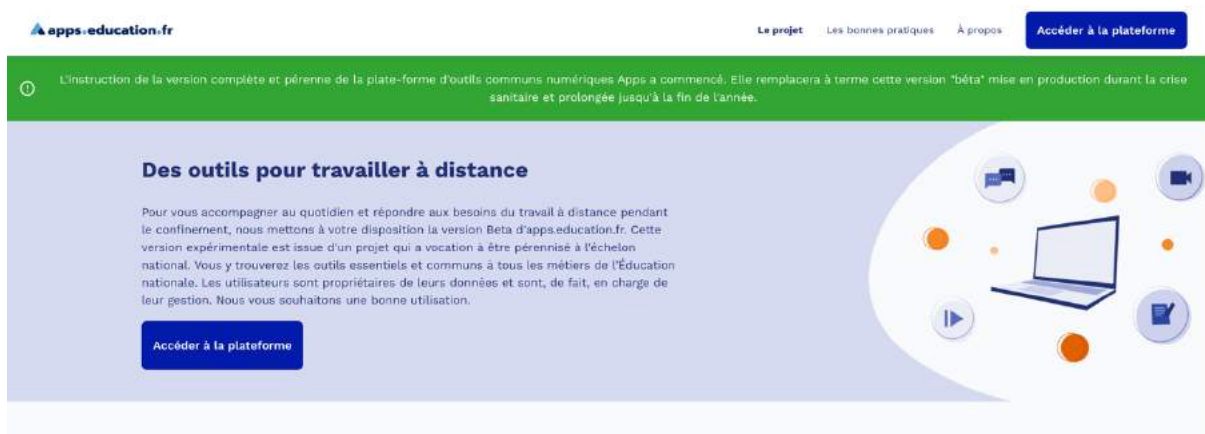 apps.education.fr
Le projet Les bonnes pratiques À propos Accéder à la plateforme
L'instruction de la version complète et pérenne de la plate-forme d'outils communs numériques Apps a commencé. Elle remplacera à terme cette version "bêta" mise en production durant la crise
sanitaire et prolongée jusqu'à la fin de l'année.
Des outils pour travailler à distance
Pour vous accompagner au quotidien et répondre aux besoins du travail à distance pendant
le confinement, nous mettons à votre disposition la version Beta d'apps.education.fr. Cette
version expérimentale est issue d'un projet qui a vocation à être pérennisé à l'échelon
national. Vous y trouverez les outils essentiels et communs à tous les métiers de l'Éducation
nationale. Les utilisateurs sont propriétaires de leurs données et sont, de fait, en charge de
leur gestion. Nous vous souhaitons une bonne utilisation.
Accéder à la plateforme